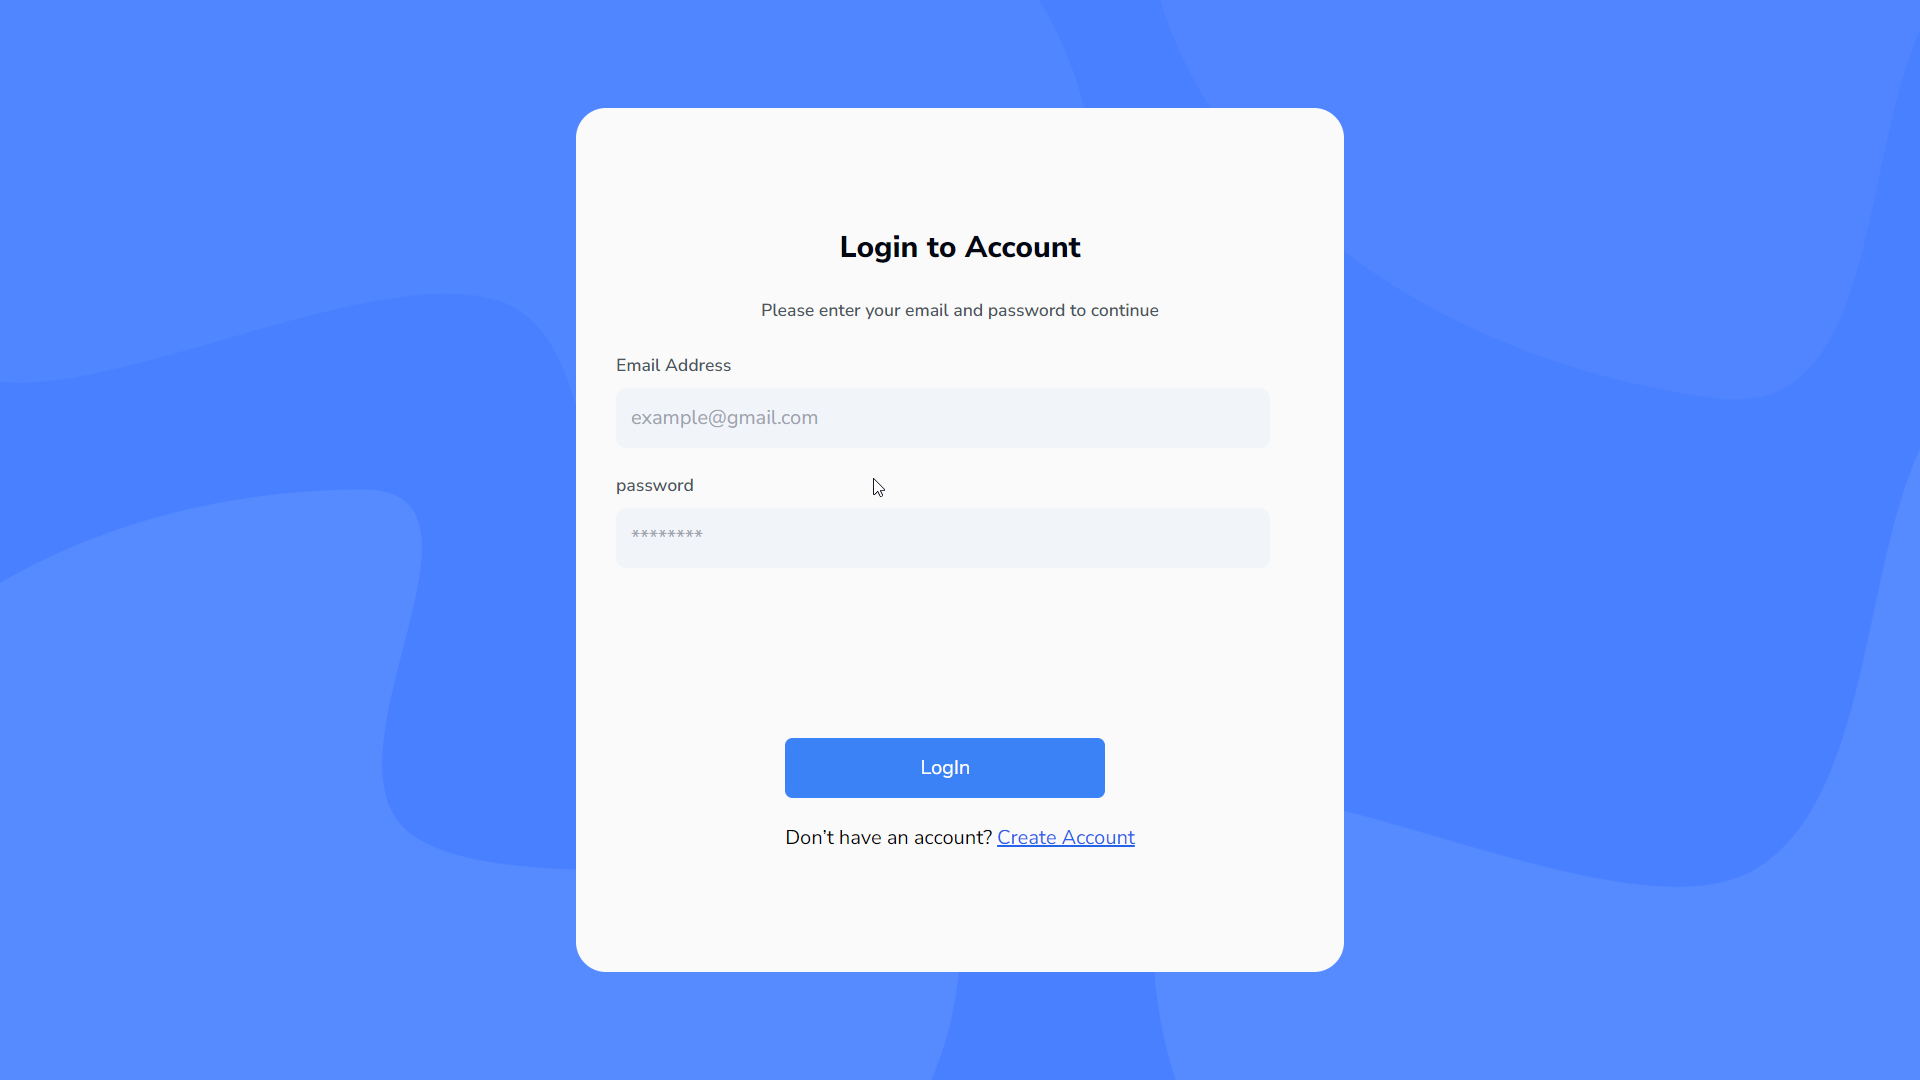 Login to Account
Please enter your email and password to continue
Email Address
example@gmail.com
password
********
LogIn
Don’t have an account? Create Account